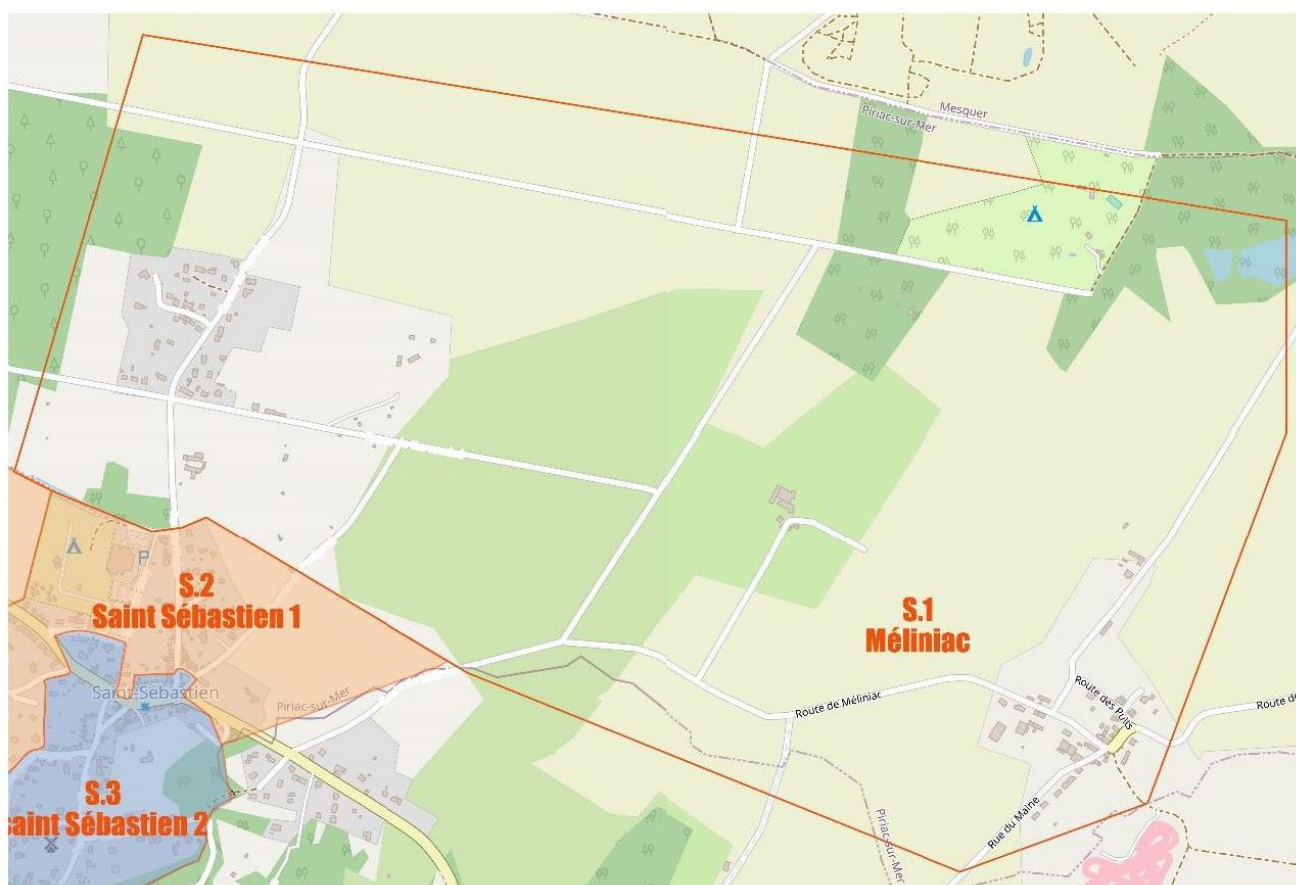 Mesquer
Piriac-sur-Mer
P
S.2
Saint Sébastien 1
S.1
Méliniac
Saint-Sébastien
Piriac-sur-Mer
Route de Méliniac
Route des Puits
Route de
S.3
saint Sébastien 2
Piriac-sur-Mer
Rue du Maine